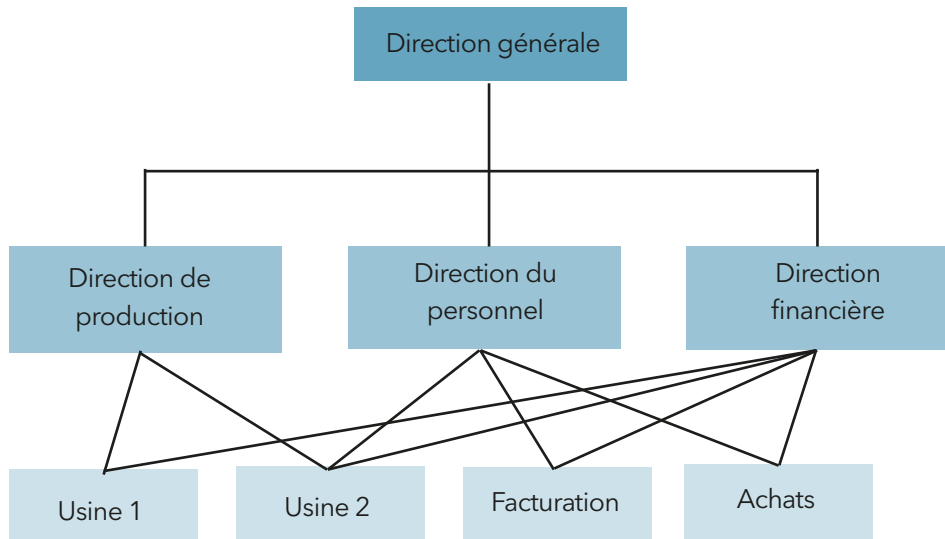 Direction générale
Direction de
production
Direction du
personnel
Direction
financière
Usine 1
Usine 2
Facturation
Achats